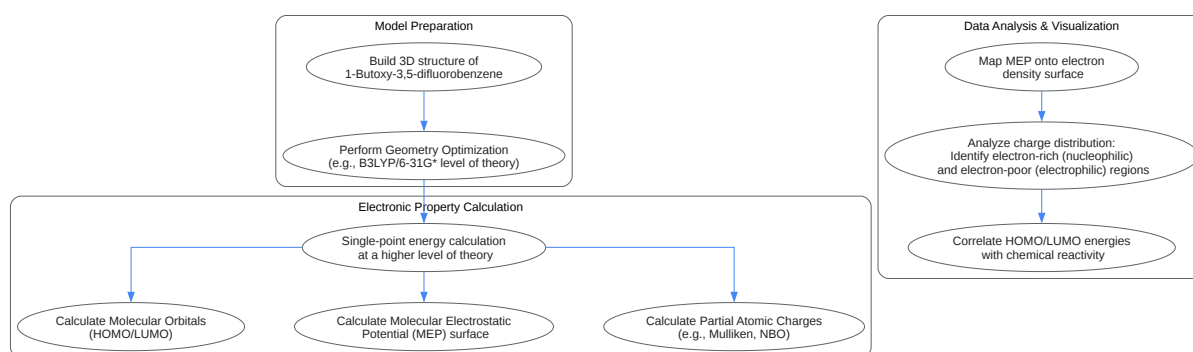 Model Preparation
Build 3D structure of
1-Butoxy-3,5-difluorobenzene
Perform Geometry Optimization
(e.g., B3LYP/6-31G* level of theory)
Electronic Property Calculation
Single-point energy calculation
at a higher level of theory
Calculate Molecular Orbitals
(HOMO/LUMO)
Calculate Molecular Electrostatic
Potential (MEP) surface
Calculate Partial Atomic Charges
(e.g., Mulliken, NBO)
Data Analysis & Visualization
Map MEP onto electron
density surface
Analyze charge distribution:
Identify electron-rich (nucleophilic)
and electron-poor (electrophilic) regions
Correlate HOMO/LUMO energies
with chemical reactivity